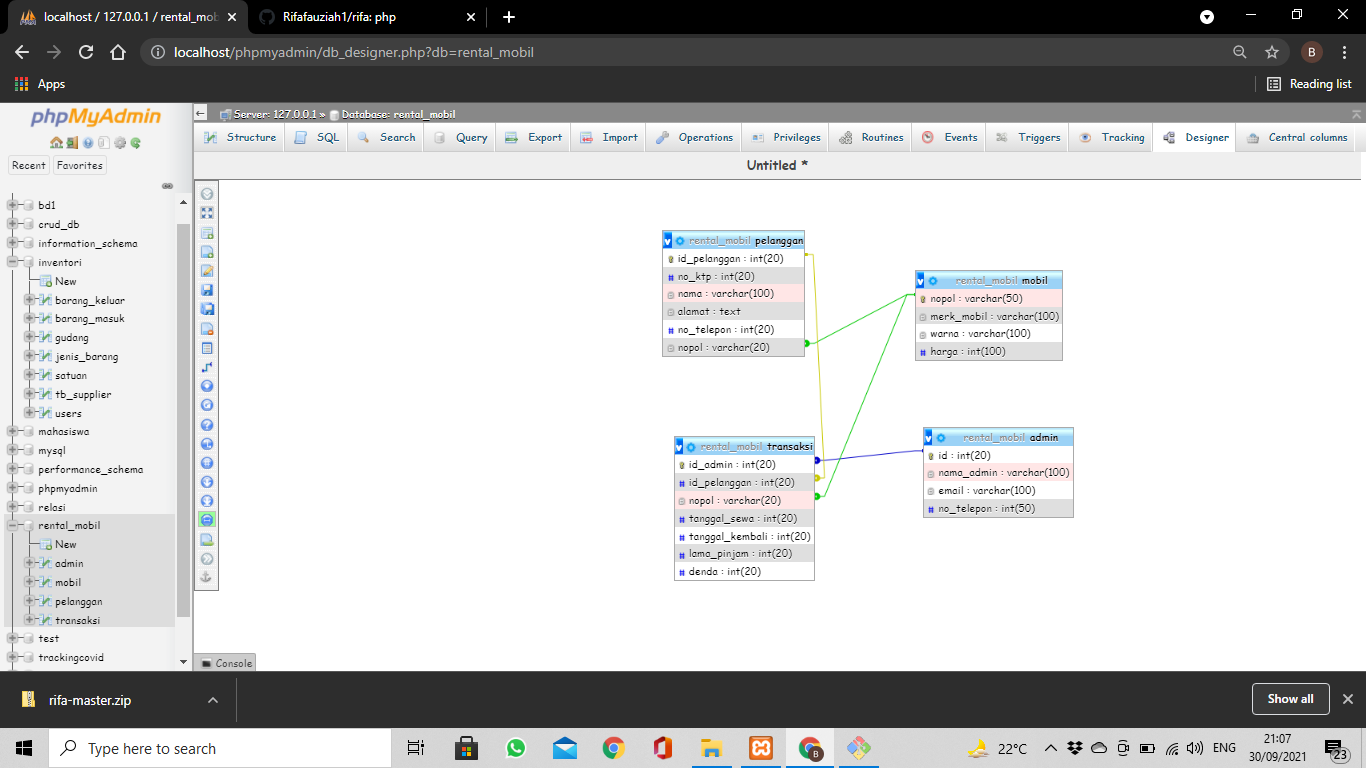 localhost / 127.0.0.1 / rental_mob
Rifafauziah1/rifa: php
localhost/phpmyadmin/db_designer.php?db=rental_mobil
B
Apps
Reading list
phpMyAdmin
Recent
Favorites
bd1
crud_db
information_schema
inventori
New
barang_keluar
barang_masuk
gudang
jenis_barang
satuan
tb_supplier
users
mahasiswa
mysql
performance_schema
phpmyadmin
relasi
rental_mobil
New
admin
mobil
pelanggan
transaksi
test
trackingcovid
Server: 127.0.0.1 » Database: rental_mobil
Structure SQL Search Query Export Import Operations Privileges Routines Events Triggers Tracking Designer Central columns
Untitled *
rental_mobil pelanggan
id_pelanggan : int(20)
no_ktp : int(20)
nama : varchar(100)
alamat : text
no_telepon : int(20)
nopol : varchar(20)
rental_mobil mobil
nopol : varchar(50)
merk_mobil : varchar(100)
warna : varchar(100)
harga : int(100)
rental_mobil transaksi
id_admin : int(20)
id_pelanggan : int(20)
nopol : varchar(20)
tanggal_sewa : int(20)
tanggal_kembali : int(20)
lama_pinjam : int(20)
denda : int(20)
rental_mobil admin
id : int(20)
nama_admin : varchar(100)
email : varchar(100)
no_telepon : int(50)
Console
rifa-master.zip
Show all
Type here to search
B
22°C
ENG
21:07
30/09/2021
23